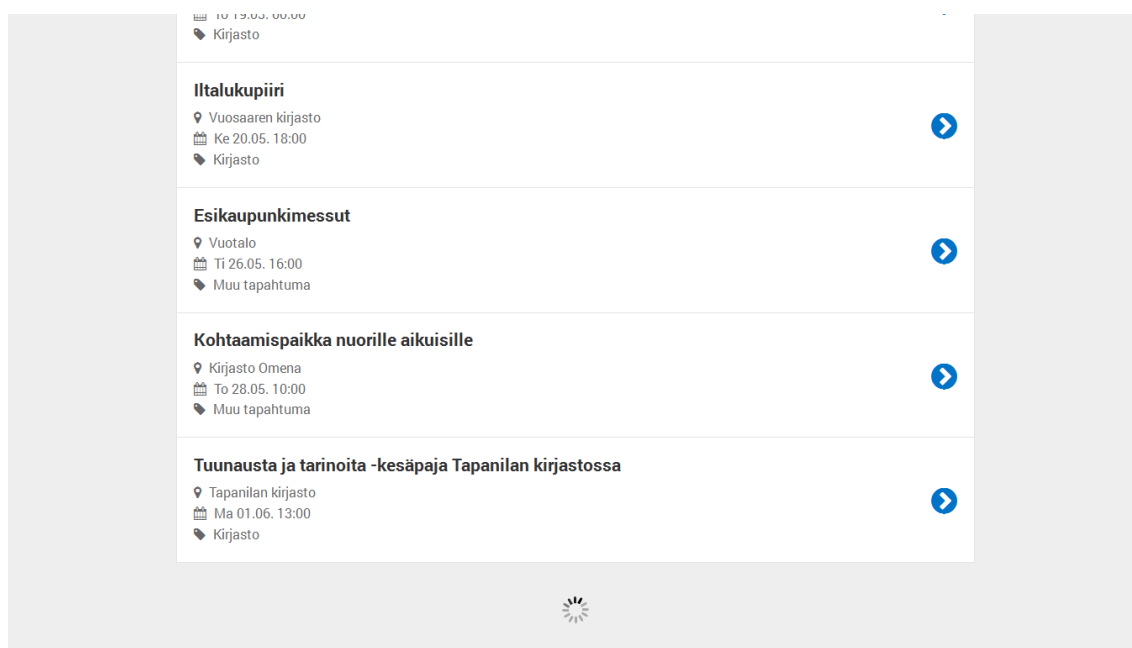 Kirjasto
Iltalukupiiri
Vuosaaren kirjasto
Ke 20.05. 18:00
Kirjasto
Esikaupunkimessut
Vuotalo
Ti 26.05. 16:00
Muu tapahtuma
Kohtaamispaikka nuorille aikuisille
Kirjasto Omena
To 28.05. 10:00
Muu tapahtuma
Tuunausta ja tarinoita -kesäpaja Tapanilan kirjastossa
Tapanilan kirjasto
Ma 01.06. 13:00
Kirjasto